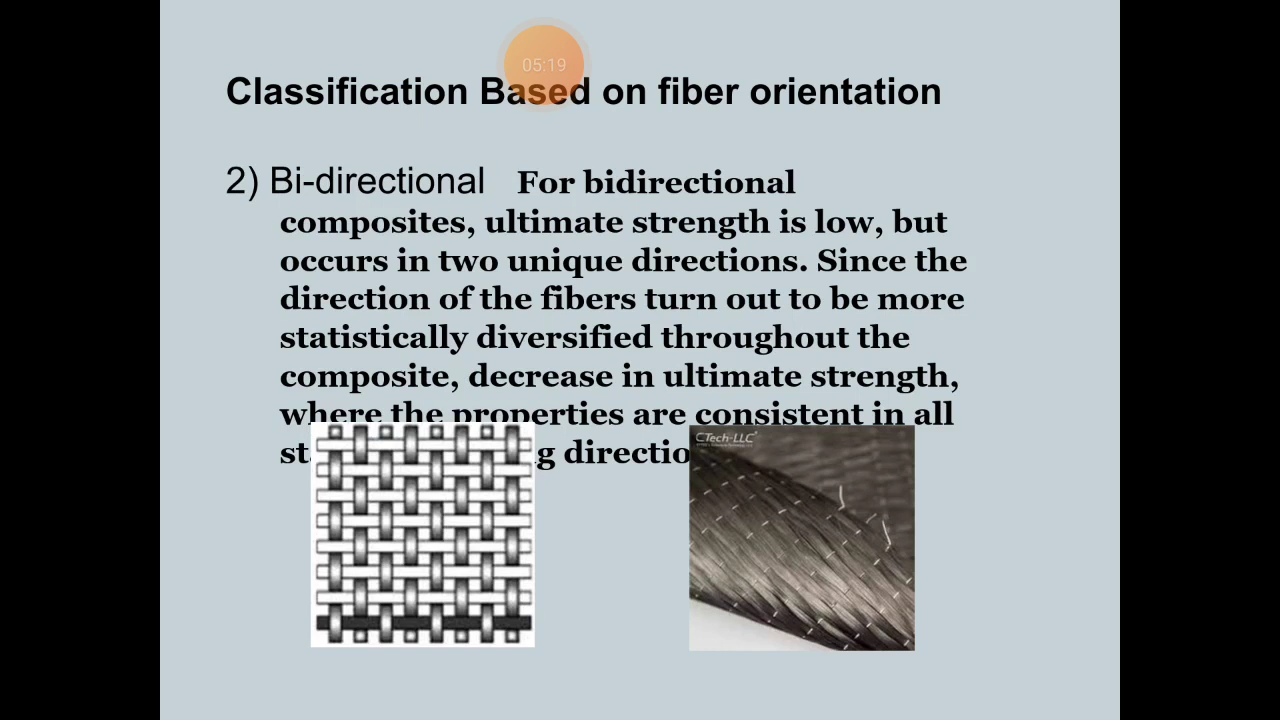 05:19
Classification Based on fiber orientation
2) Bi-directional For bidirectional
composites, ultimate strength is low, but
occurs in two unique directions. Since the
direction of the fibers turn out to be more
statistically diversified throughout the
composite, decrease in ultimate strength,
where the properties are consistent in all
C.Tech-LLC